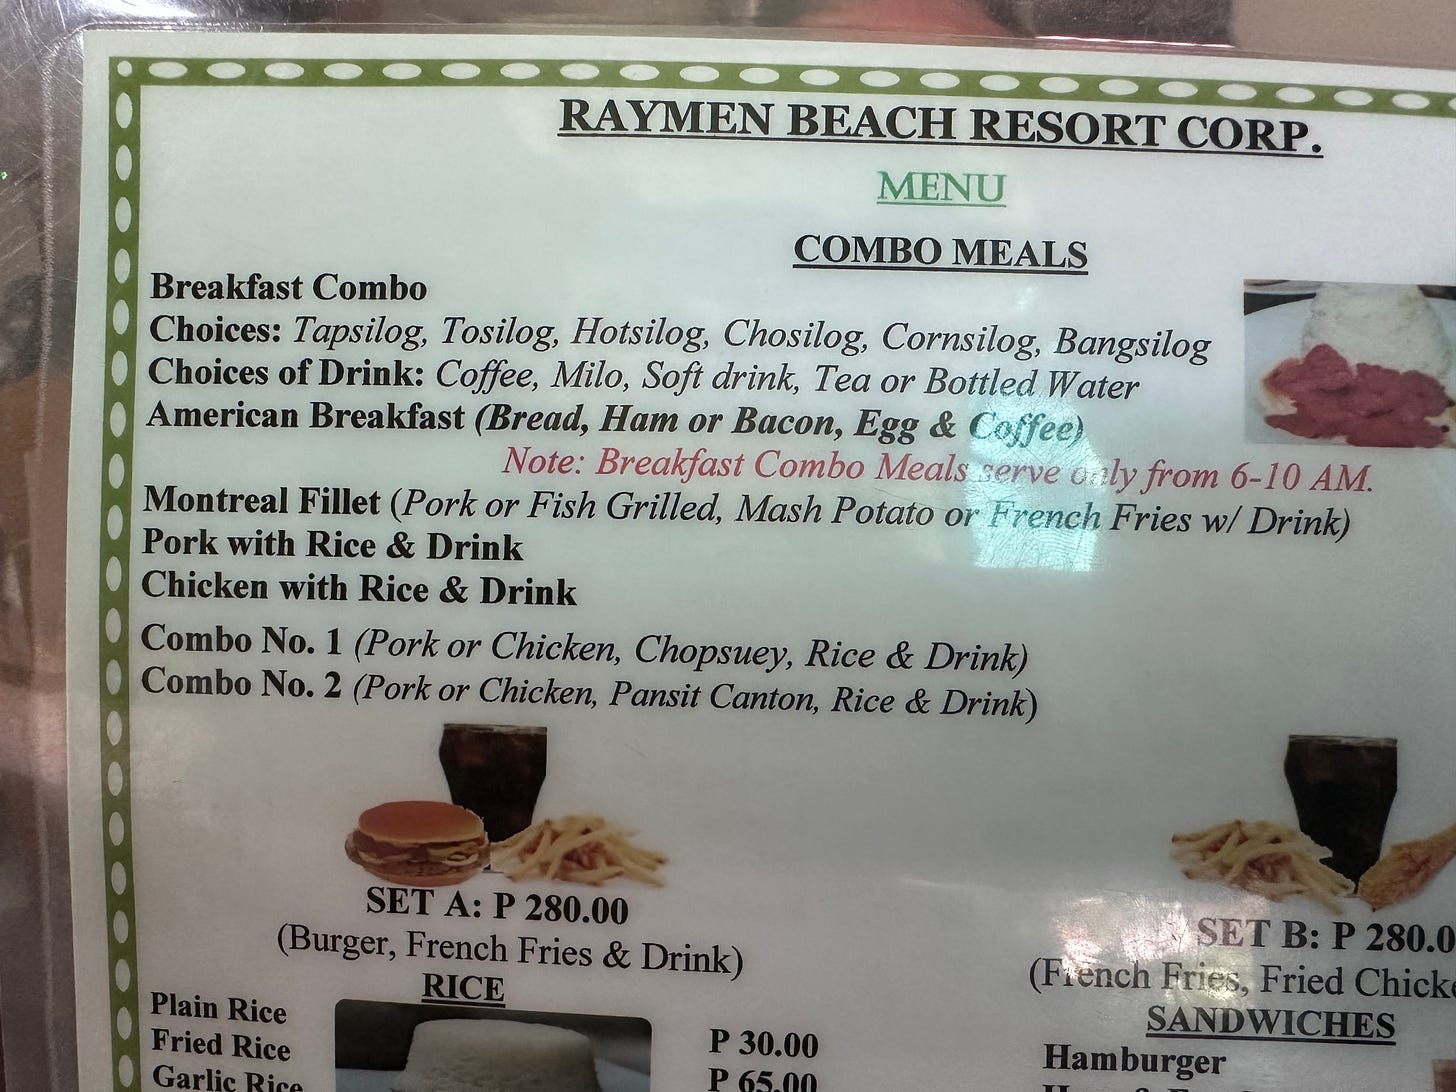 RAYMEN BEACH RESORT CORP.
MENU
COMBO MEALS
Breakfast Combo
Choices: Tapsilog, Tosilog, Hotsilog, Chosilog, Cornsilog, Bangsilog
Choices of Drink: Coffee, Milo, Soft drink, Tea or Bottled Water
American Breakfast (Bread, Ham or Bacon, Egg & Coffee)
Note: Breakfast Combo Meals serve only from 6-10 AM.
Montreal Fillet (Pork or Fish Grilled, Mash Potato or French Fries w/ Drink)
Pork with Rice & Drink
Chicken with Rice & Drink
Combo No. 1 (Pork or Chicken, Chopsuey, Rice & Drink)
Combo No. 2 (Pork or Chicken, Pansit Canton, Rice & Drink)
SET A: P 280.00
(Burger, French Fries & Drink)
SET B: P 280.0
(French Fries, Fried Chick
RICE
Plain Rice P 30.00
Fried Rice P 65.00
Garlic Rice
SANDWICHES
Hamburger